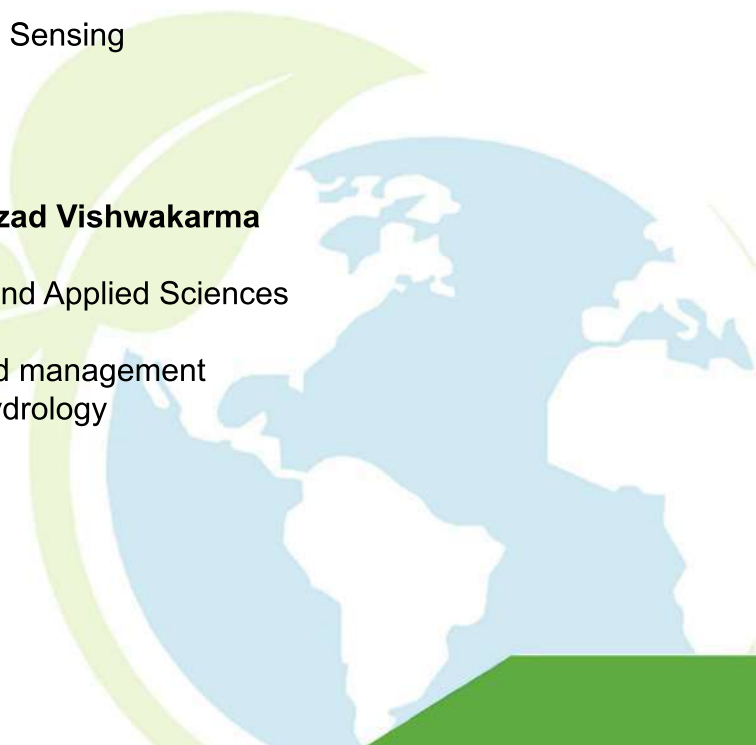 Sensing
zad Vishwakarma
nd Applied Sciences
d management
ydrology